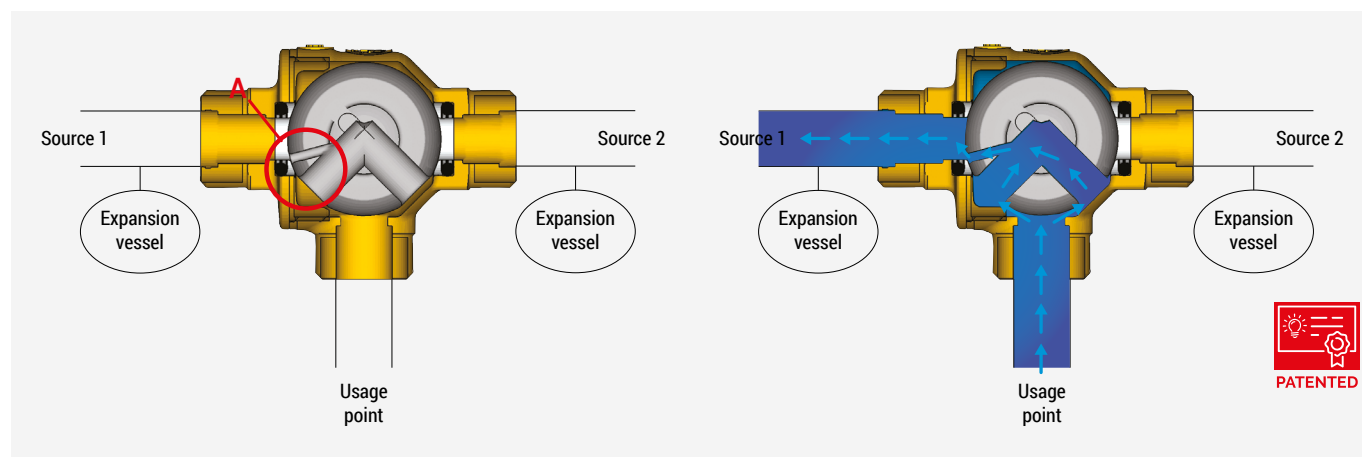 A
Source 1
Source 2
Expansion
vessel
Expansion
vessel
Usage
point
Source 1
Source 2
Expansion
vessel
Expansion
vessel
Usage
point
PATENTED